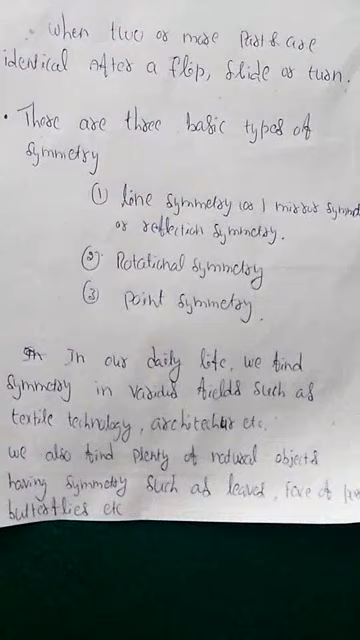 when two or more parts are
identical After a flip, slide or turn.
• There are three basic types of
symmetry
① line symmetry (or) mirror symmet
or reflection symmetry.
② Rotational symmetry
③ point symmetry.
In our daily life, we find
symmetry in various fields such as
textile technology, architechur etc.
we also find plenty of natural objects
having symmetry such as leaves, face of
butterflies etc